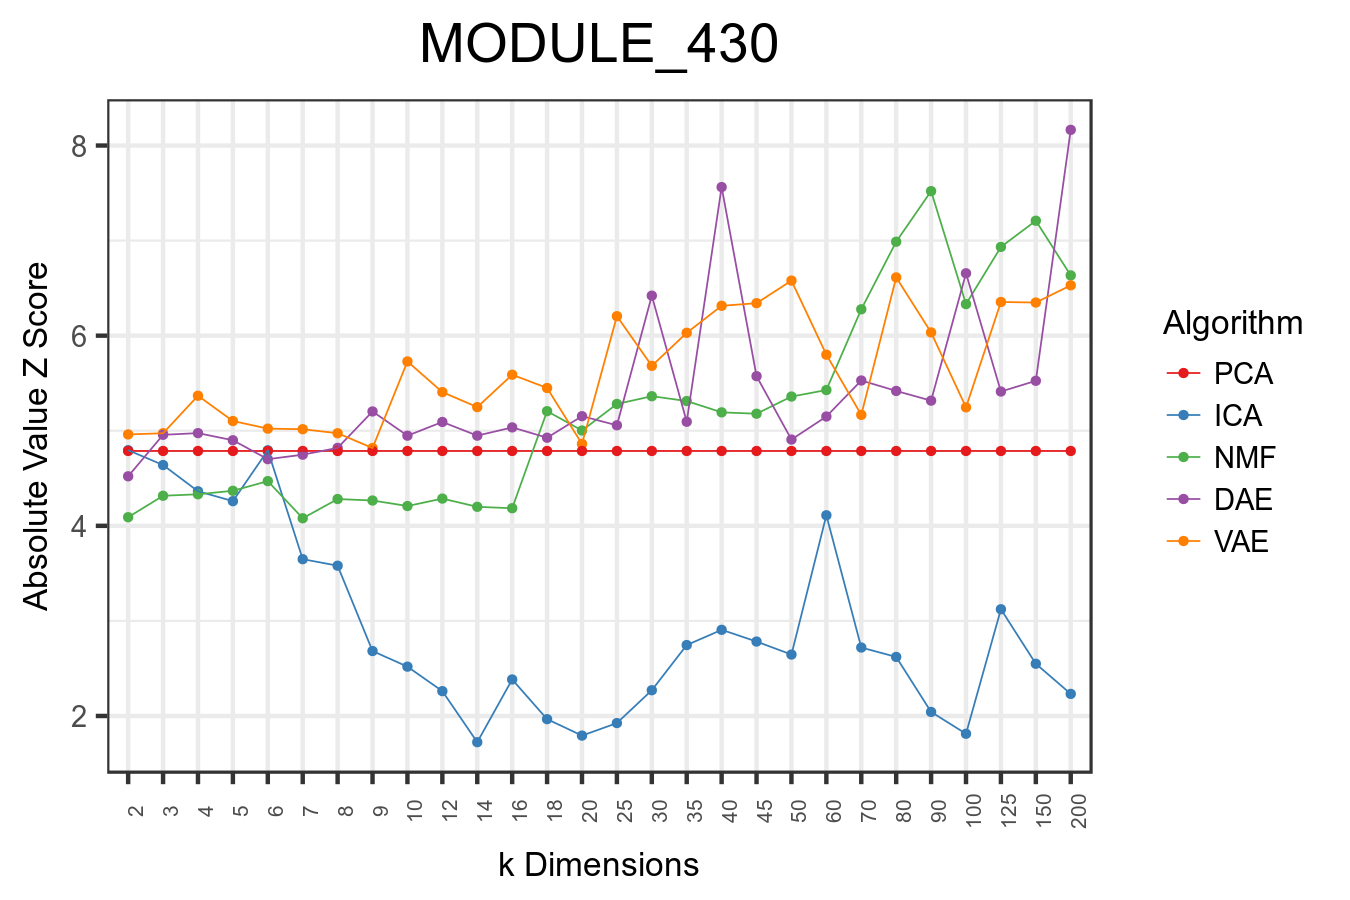 MODULE_430
Absolute Value Z Score
8
6
4
2
2 3 4 5 6 7 8 9 10 12 14 16 18 20 25 30 35 40 45 50 60 70 80 90 100 125 150 200
k Dimensions
Algorithm
PCA
ICA
NMF
DAE
VAE